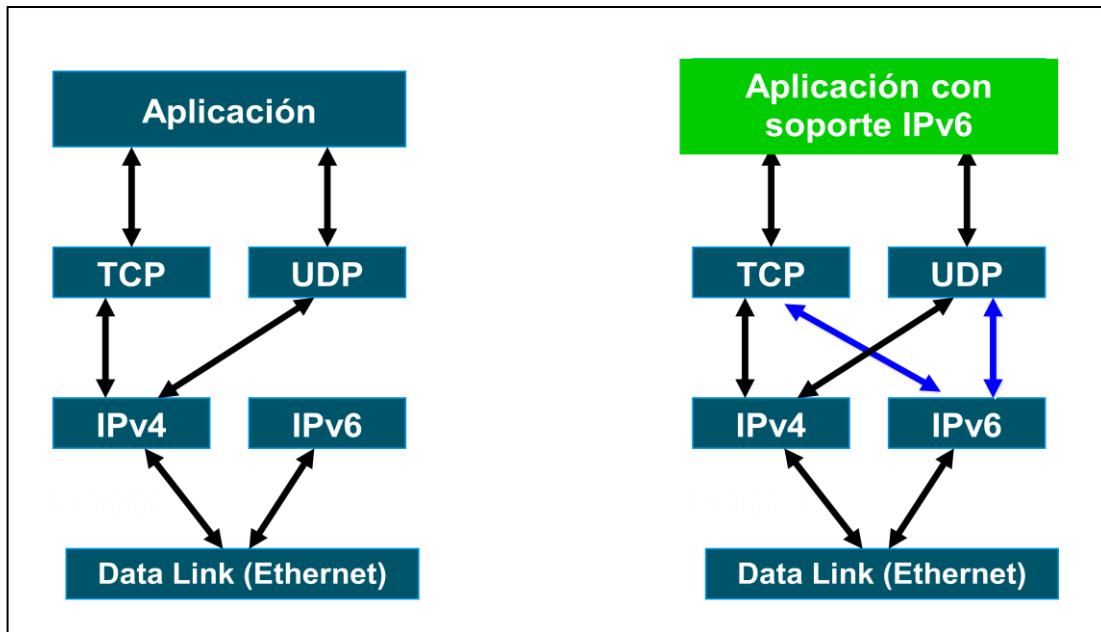 Aplicación
TCP
UDP
IPv4
IPv6
Data Link (Ethernet)
Aplicación con
soporte IPv6
TCP
UDP
IPv4
IPv6
Data Link (Ethernet)